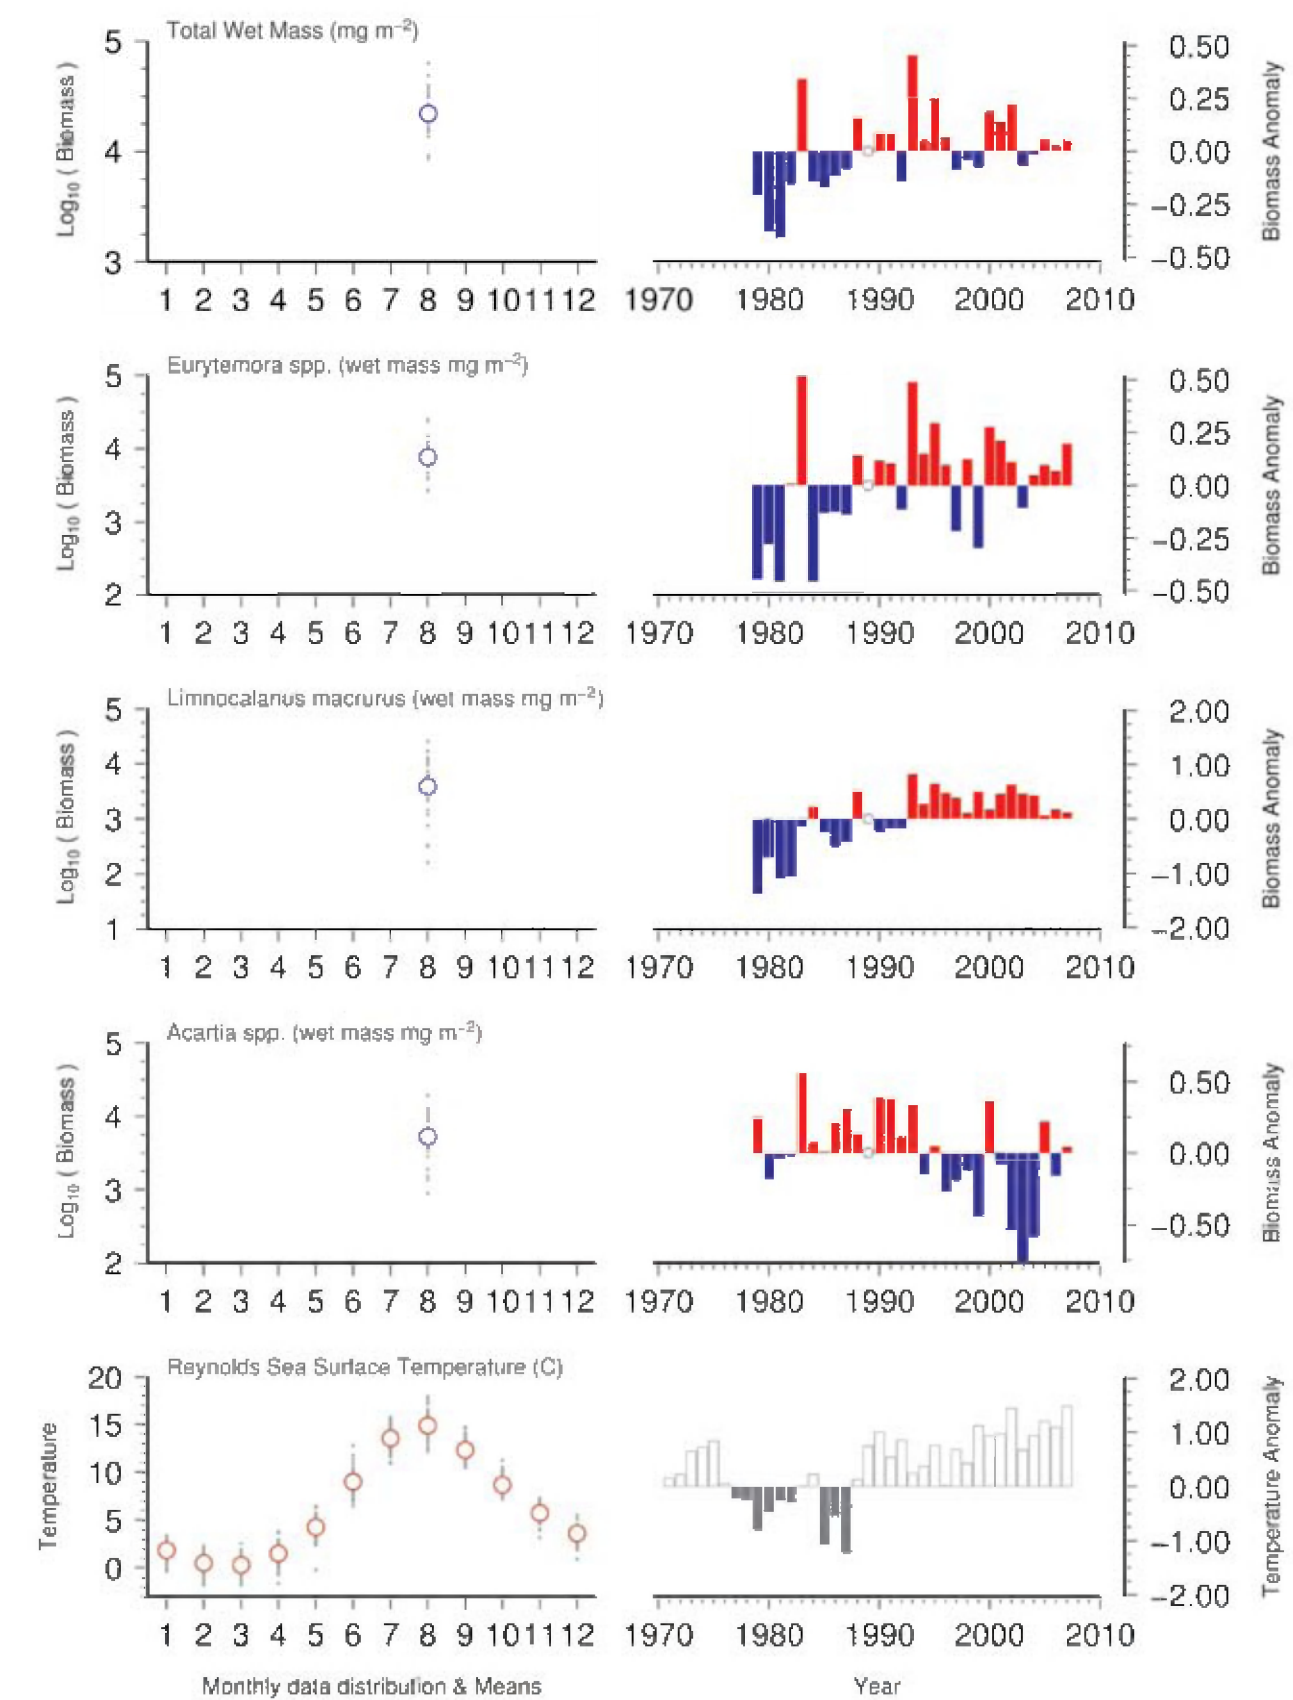 Total Wet Mass (mg m−2)
Log10 ( Biomass )
5
4
3
1 2 3 4 5 6 7 8 9 10 11 12
1970 1980 1990 2000 2010
0.50
0.25
0.00
−0.25
−0.50
Biomass Anomaly
Eurytemora spp. (wet mass mg m−2)
Log10 ( Biomass )
5
4
3
2
1 2 3 4 5 6 7 8 9 10 11 12
1970 1980 1990 2000 2010
0.50
0.25
0.00
−0.25
−0.50
Biomass Anomaly
Limnocalanus macrurus (wet mass mg m−2)
Log10 ( Biomass )
5
4
3
2
1
1 2 3 4 5 6 7 8 9 10 11 12
1970 1980 1990 2000 2010
2.00
1.00
0.00
−1.00
−2.00
Biomass Anomaly
Acartia spp. (wet mass mg m−2)
Log10 ( Biomass )
5
4
3
2
1 2 3 4 5 6 7 8 9 10 11 12
1970 1980 1990 2000 2010
0.50
0.00
−0.50
Biomass Anomaly
Reynolds Sea Surface Temperature (C)
Temperature
20
15
10
5
0
1 2 3 4 5 6 7 8 9 10 11 12
1970 1980 1990 2000 2010
2.00
1.00
0.00
−1.00
−2.00
Temperature Anomaly
Monthly data distribution & Means
Year